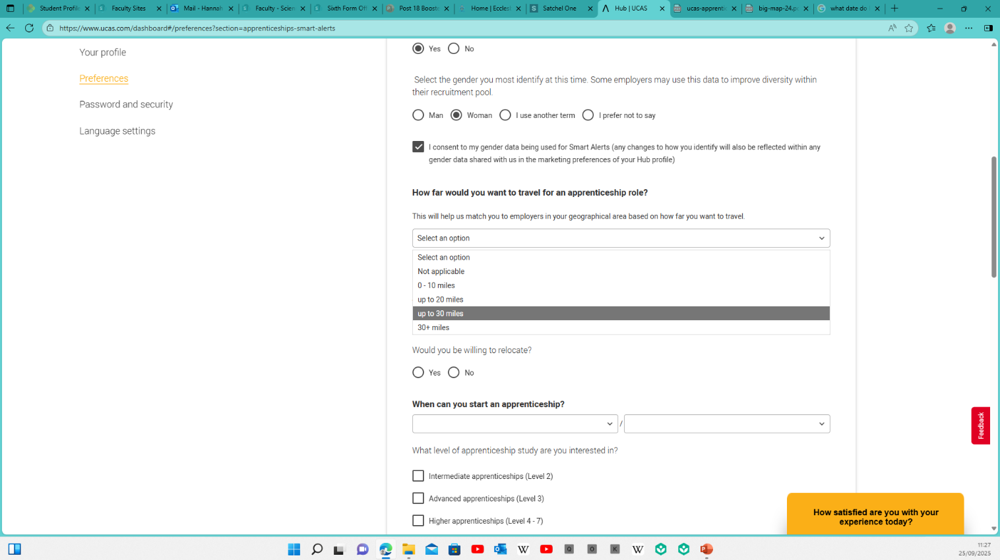 Student Profile
Faculty Sites
Mail - Hannah
Faculty - Scien
Sixth Form Off
Post 18 Booste
Home | Ecclesi
Satchel One
Hub | UCAS
ucas-apprentic
big-map-24.pd
what date do
https://www.ucas.com/dashboard#/preferences?section=apprenticeships-smart-alerts
Your profile
Preferences
Password and security
Language settings
Yes No
Select the gender you most identify at this time. Some employers may use this data to improve diversity within
their recruitment pool.
Man Woman I use another term I prefer not to say
I consent to my gender data being used for Smart Alerts (any changes to how you identify will also be reflected within any
gender data shared with us in the marketing preferences of your Hub profile)
How far would you want to travel for an apprenticeship role?
This will help us match you to employers in your geographical area based on how far you want to travel.
Select an option
Select an option
Not applicable
0 - 10 miles
up to 20 miles
up to 30 miles
30+ miles
Would you be willing to relocate?
Yes No
When can you start an apprenticeship?
/
What level of apprenticeship study are you interested in?
Intermediate apprenticeships (Level 2)
Advanced apprenticeships (Level 3)
Higher apprenticeships (Level 4 - 7)
Feedback
How satisfied are you with your
experience today?
11:27
25/09/2025